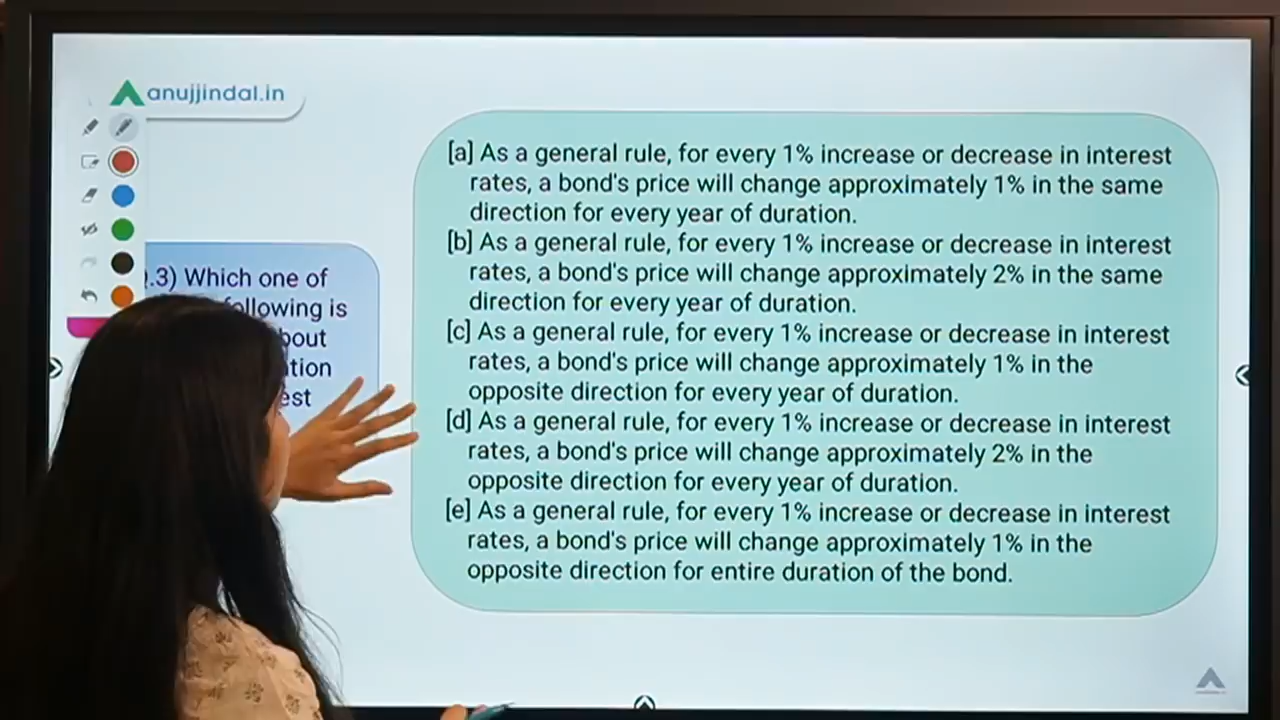 anujjindal.in
.3) Which one of
following is
bout
tion
est
[a] As a general rule, for every 1% increase or decrease in interest
rates, a bond's price will change approximately 1% in the same
direction for every year of duration.
[b] As a general rule, for every 1% increase or decrease in interest
rates, a bond's price will change approximately 2% in the same
direction for every year of duration.
[c] As a general rule, for every 1% increase or decrease in interest
rates, a bond's price will change approximately 1% in the
opposite direction for every year of duration.
[d] As a general rule, for every 1% increase or decrease in interest
rates, a bond's price will change approximately 2% in the
opposite direction for every year of duration.
[e] As a general rule, for every 1% increase or decrease in interest
rates, a bond's price will change approximately 1% in the
opposite direction for entire duration of the bond.